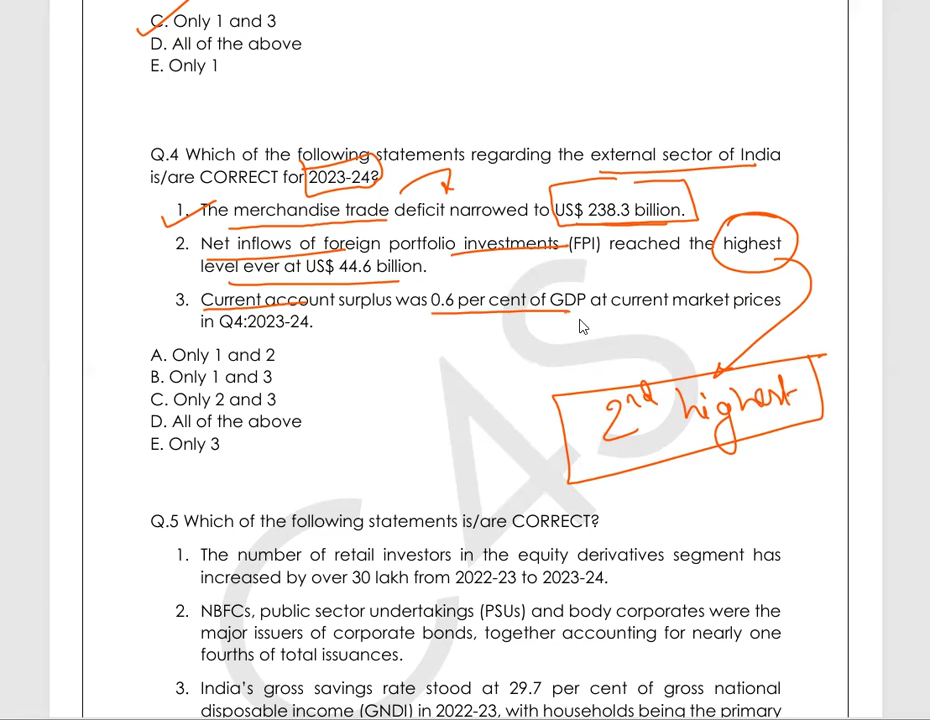 C. Only 1 and 3
D. All of the above
E. Only 1
Q.4 Which of the following statements regarding the external sector of India
is/are CORRECT for 2023-24?
1. The merchandise trade deficit narrowed to US$ 238.3 billion.
2. Net inflows of foreign portfolio investments (FPI) reached the highest
level ever at US$ 44.6 billion.
3. Current account surplus was 0.6 per cent of GDP at current market prices
in Q4:2023-24.
A. Only 1 and 2
B. Only 1 and 3
C. Only 2 and 3
D. All of the above
E. Only 3
2nd highest
CAS
Q.5 Which of the following statements is/are CORRECT?
1. The number of retail investors in the equity derivatives segment has
increased by over 30 lakh from 2022-23 to 2023-24.
2. NBFCs, public sector undertakings (PSUs) and body corporates were the
major issuers of corporate bonds, together accounting for nearly one
fourths of total issuances.
3. India’s gross savings rate stood at 29.7 per cent of gross national
disposable income (GNDI) in 2022-23, with households being the primary